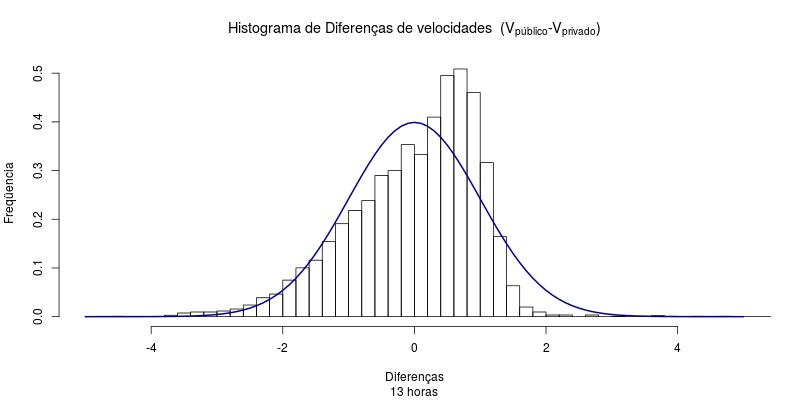 Histograma de Diferenças de velocidades (Vpúblico-Vprivado)
0.5
0.4
0.3
0.2
0.1
0.0
Freqüencia
-4 -2 0 2 4
Diferenças
13 horas